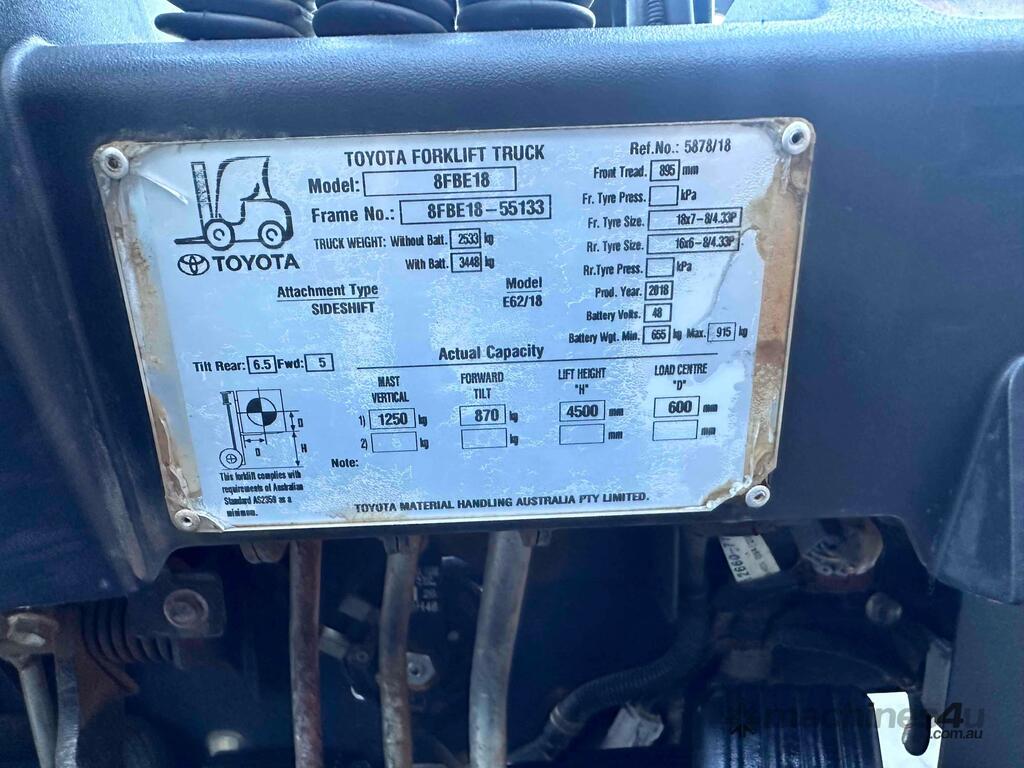 TOYOTA FORKLIFT TRUCK
Ref.No.: 5878/18
Model: 8FBE18
Frame No.: 8FBE18-55133
TRUCK WEIGHT: Without Batt. 2533 kg
With Batt. 3448 kg
TOYOTA
Attachment Type
SIDESHIFT
Model
E62/18
Front Tread. 895 mm
Fr. Tyre Press. kPa
Fr. Tyre Size. 18x7-8/4.33P
Rr. Tyre Size. 16x6-8/4.33P
Rr. Tyre Press. kPa
Prod. Year. 2018
Battery Volts. 48
Battery Wgt. Min. 655 kg Max. 915 kg
Tilt Rear: 6.5 Fwd: 5
Actual Capacity
MAST VERTICAL
FORWARD TILT
LIFT HEIGHT "H"
LOAD CENTRE "D"
1) 1250 kg 870 kg 4500 mm 600 mm
2) kg kg mm mm
D
D H
Note:
This forklift complies with
requirements of Australian
Standard AS2359 as a
minimum.
TOYOTA MATERIAL HANDLING AUSTRALIA PTY LIMITED.
machines4u
.com.au